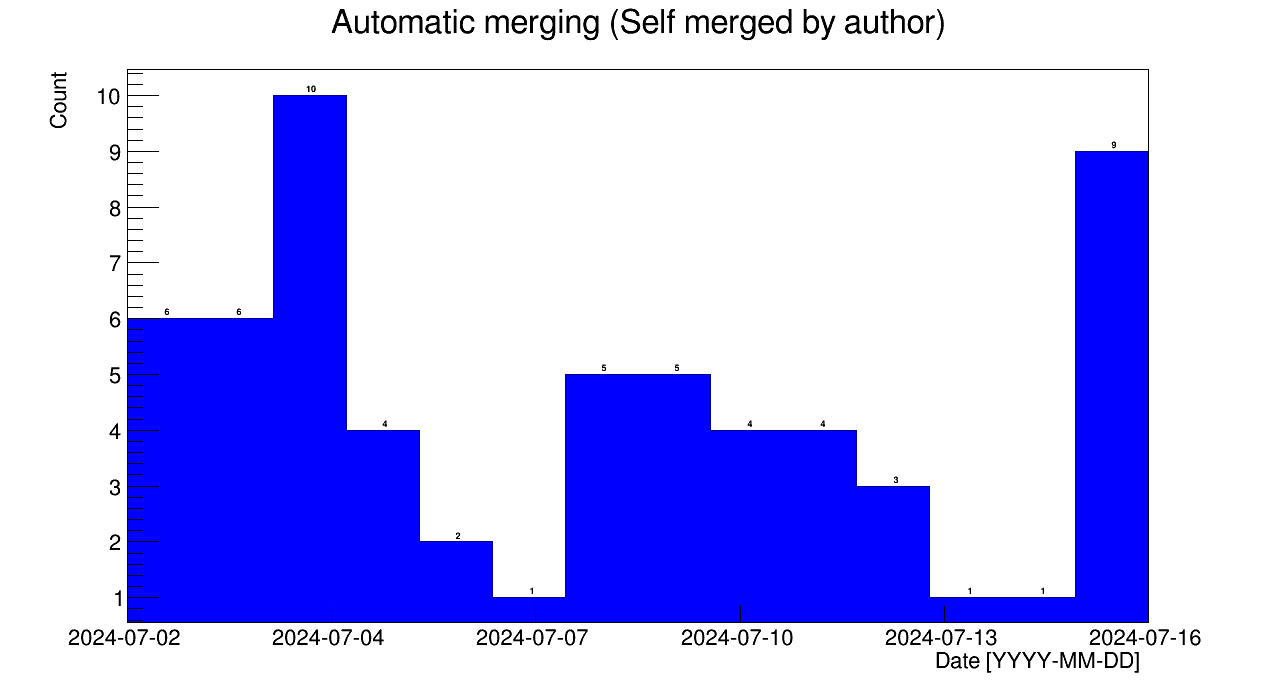 Automatic merging (Self merged by author)
Count
10
9
8
7
6
5
4
3
2
1
6 6 10 4 2 1 5 5 4 4 3 1 1 9
2024-07-02 2024-07-04 2024-07-07 2024-07-10 2024-07-13 2024-07-16
Date [YYYY-MM-DD]